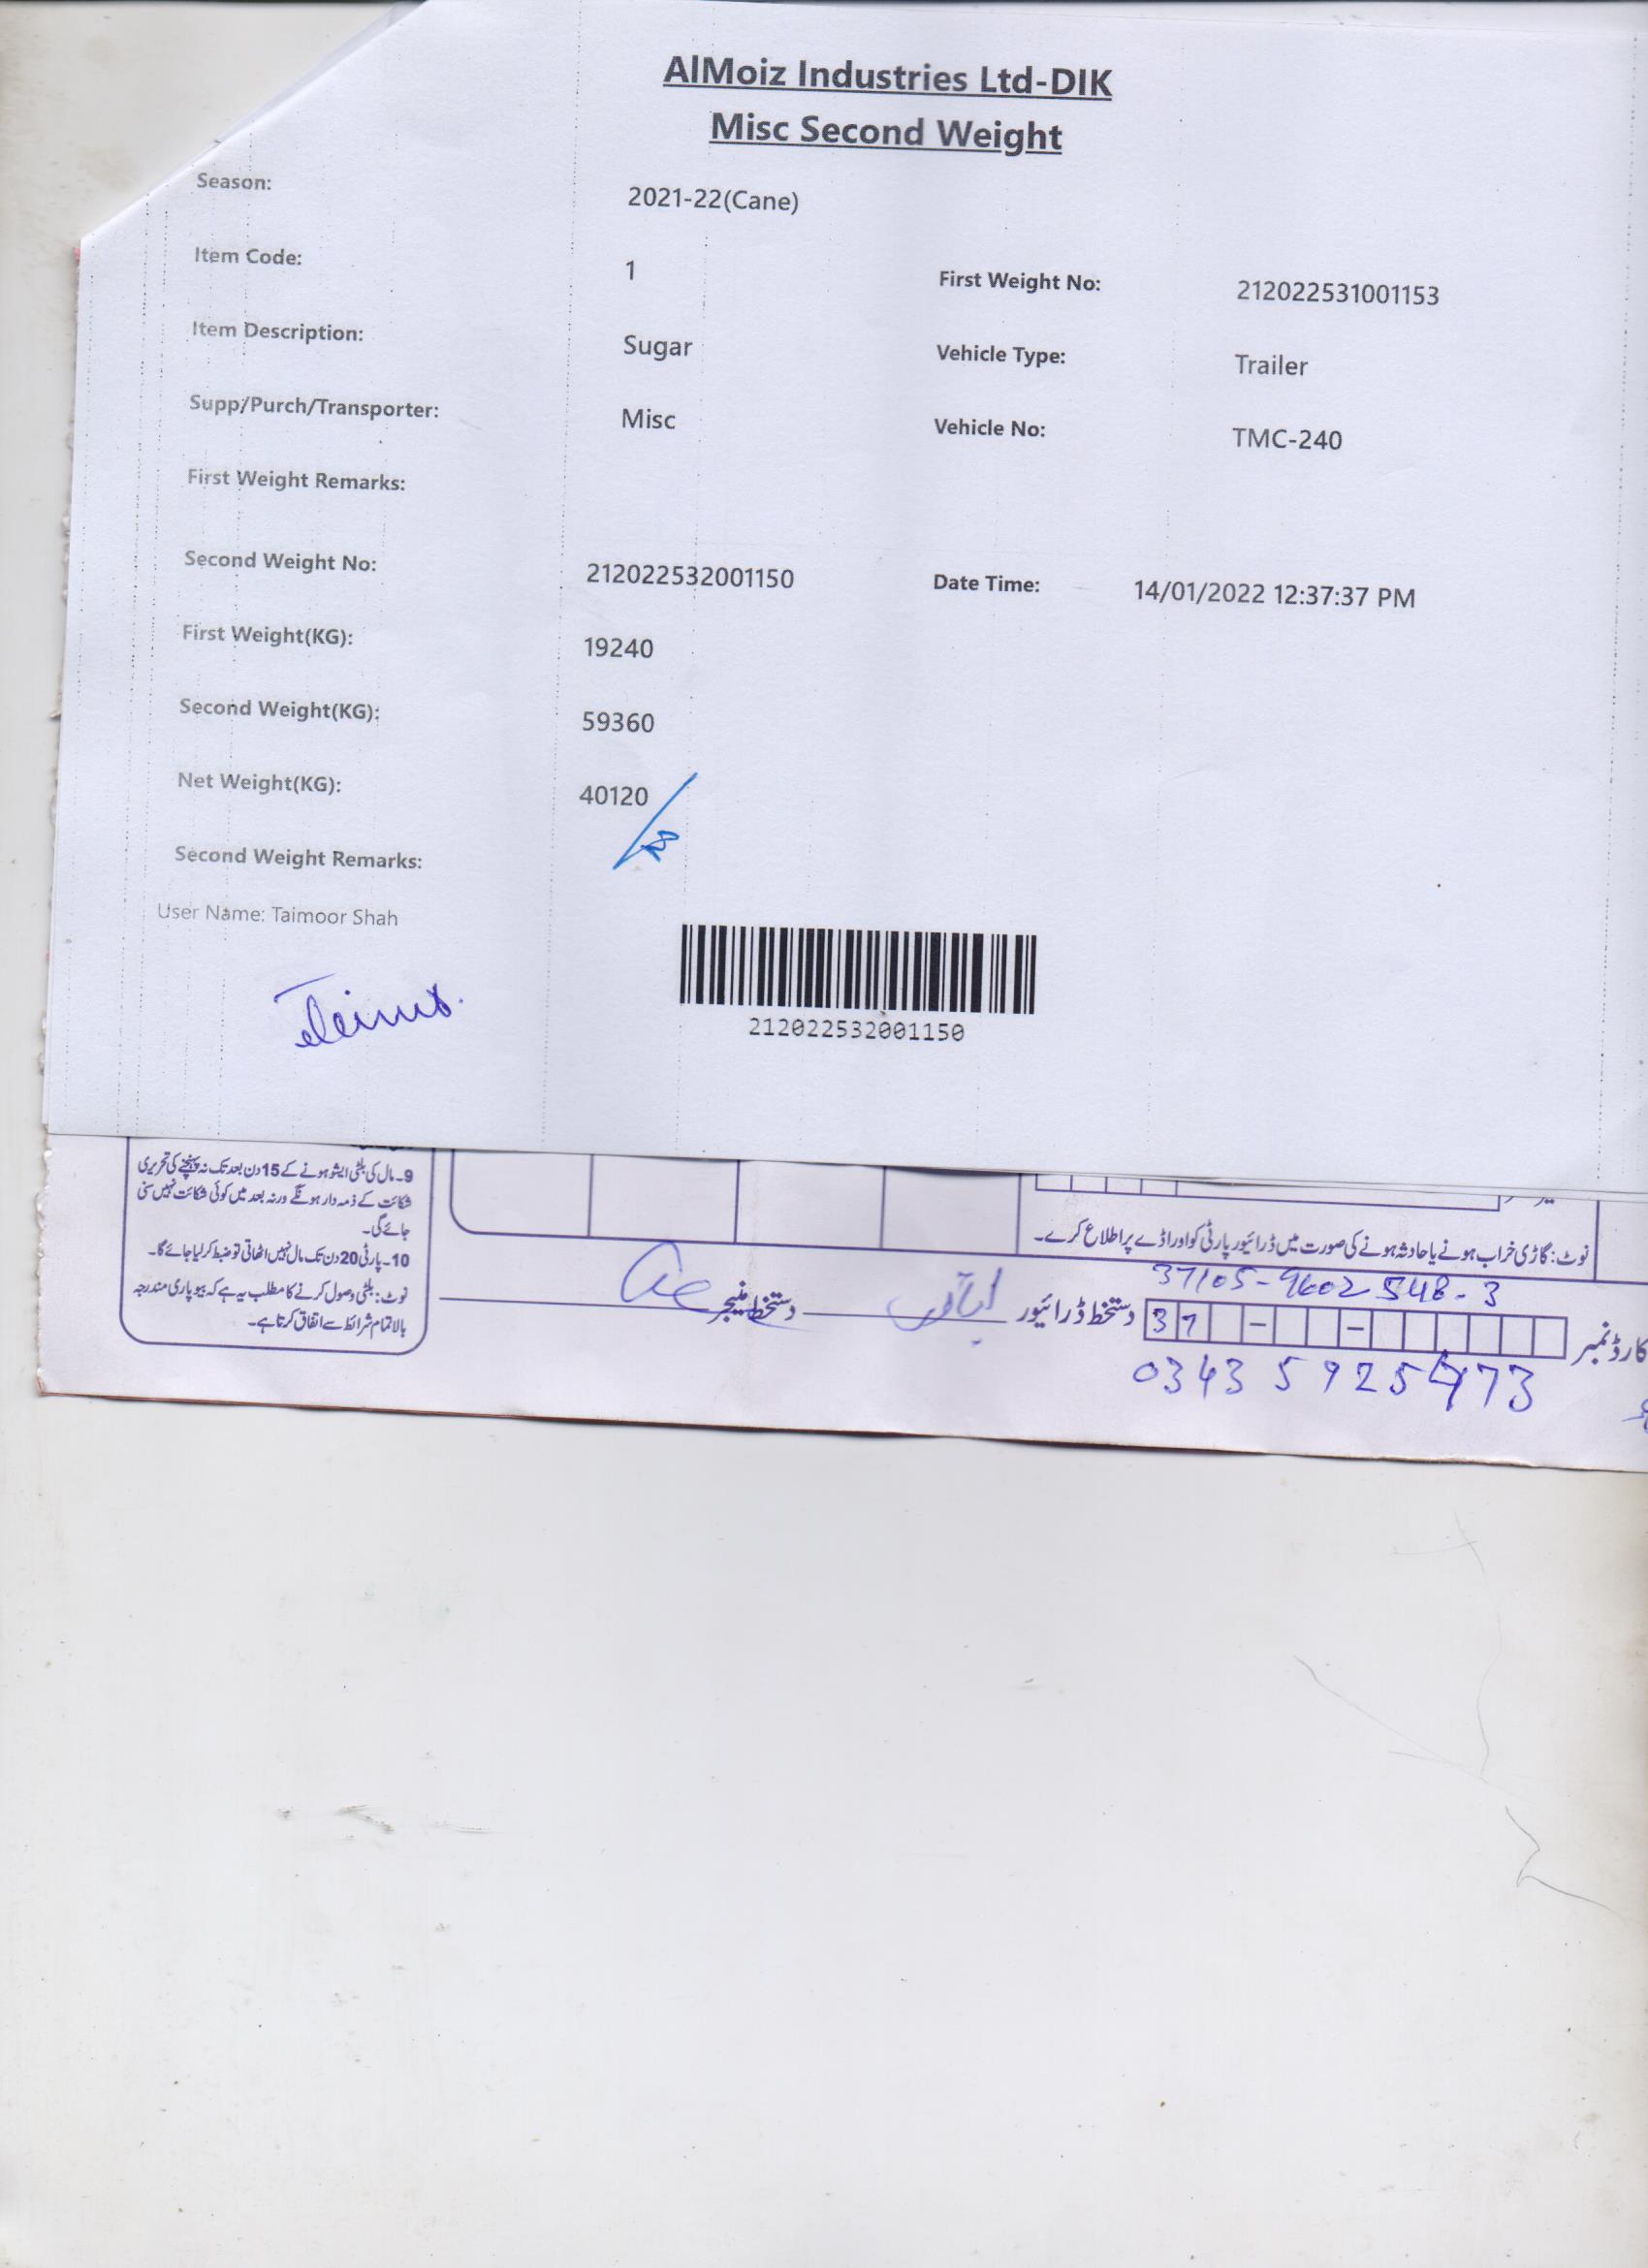 AlMoiz Industries Ltd-DIK
Misc Second Weight
Season: 2021-22(Cane)
Item Code: 1 First Weight No: 212022531001153
Item Description: Sugar Vehicle Type: Trailer
Supp/Purch/Transporter: Misc Vehicle No: TMC-240
First Weight Remarks:
Second Weight No: 212022532001150 Date Time: 14/01/2022 12:37:37 PM
First Weight(KG): 19240
Second Weight(KG): 59360
Net Weight(KG): 40120
Second Weight Remarks:
User Name: Taimoor Shah
212022532001150
9۔ مال کی بلٹی ایشو ہونے کے 15 دن بعد تک نہ پہنچنے کی تحریری
شکائت کے ذمہ دار ہونگے ورنہ بعد میں کوئی شکائت نہیں سنی
جائے گی۔
10۔ پارٹی 20 دن تک مال نہیں اٹھاتی تو ضبط کر لیا جائے گا۔
نوٹ: بلٹی وصول کرنے کا مطلب یہ ہے کہ بیوپاری مندرجہ
بالا تمام شرائط سے اتفاق کرتا ہے۔
نوٹ: گاڑی خراب ہونے یا حادثہ ہونے کی صورت میں ڈرائیور پارٹی کو اور اڈے پر اطلاع کرے۔
37105-9602548-3
کارڈ نمبر 37 - - دستخط ڈرائیور دستخط منیجر
0343 5925473